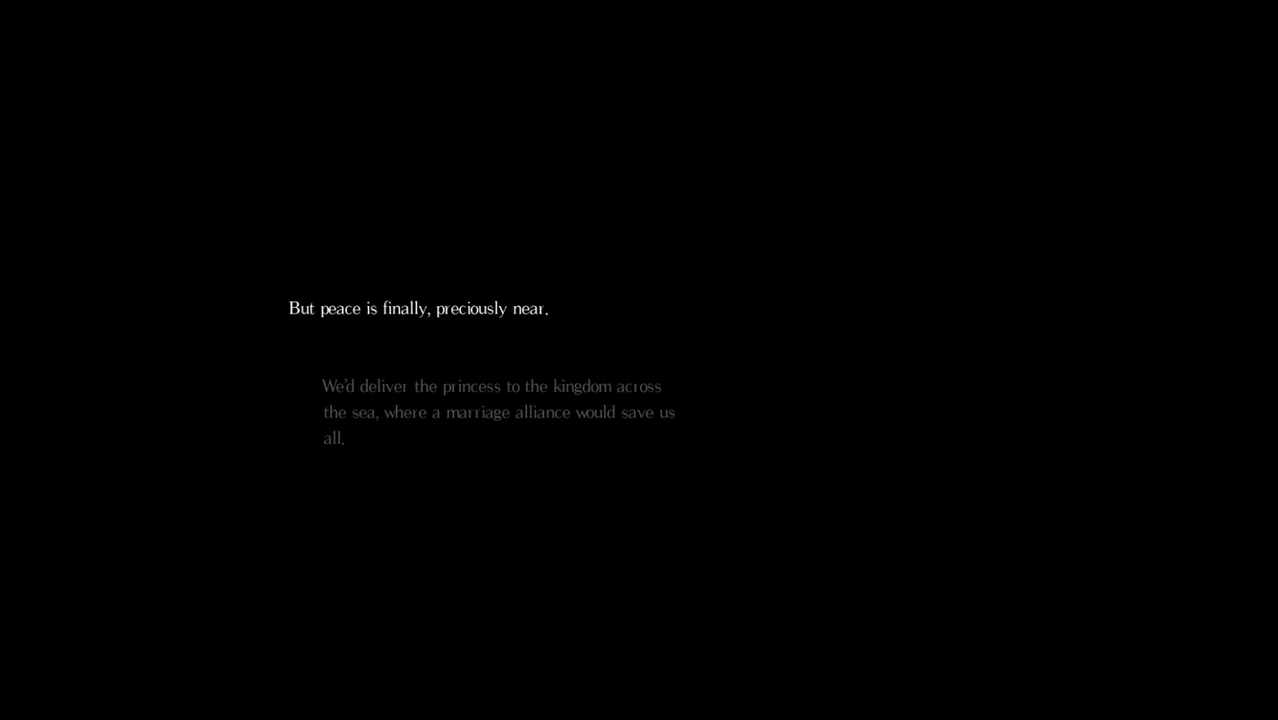 But peace is finally, preciously near.
We'd deliver the princess to the kingdom across
the sea, where a marriage alliance would save us
all.